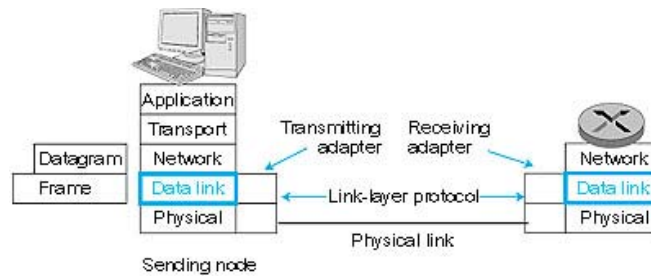 Application
Transport
Transmitting adapter
Receiving adapter
Datagram
Network
Network
Frame
Data link
Link-layer protocol
Data link
Physical
Physical
Physical link
Sending node